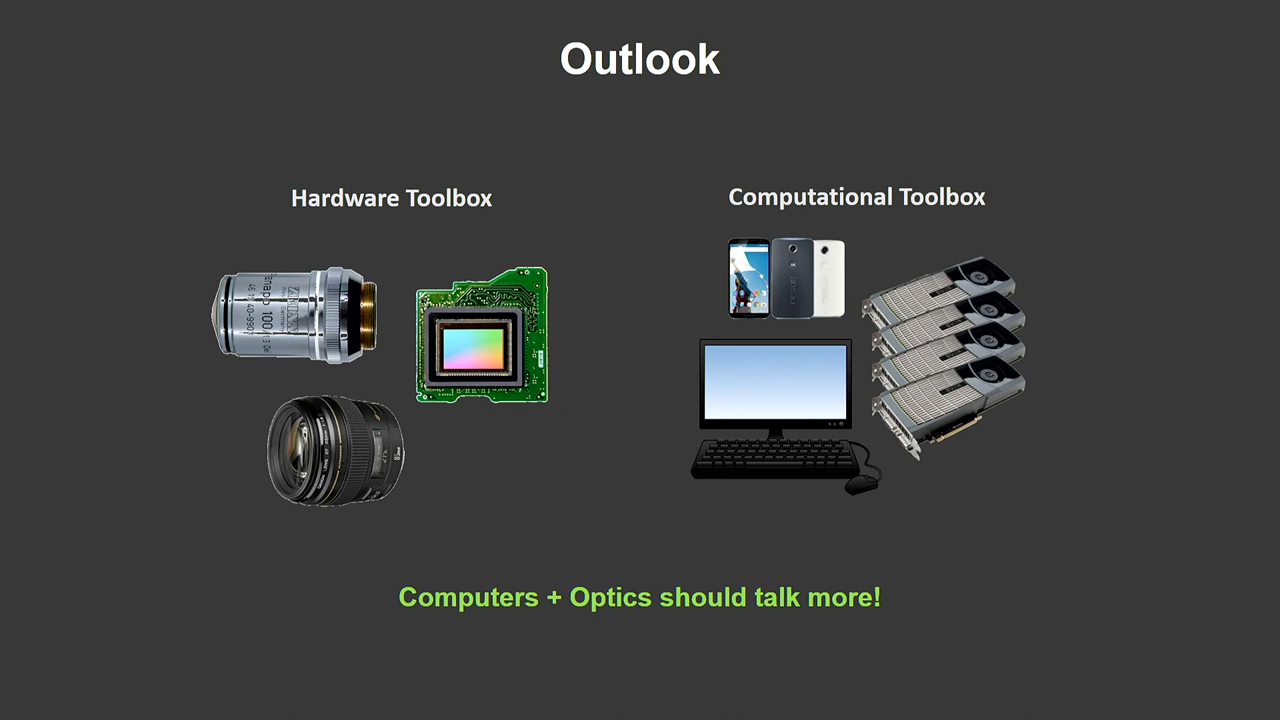 Outlook
Hardware Toolbox
Computational Toolbox
Computers + Optics should talk more!